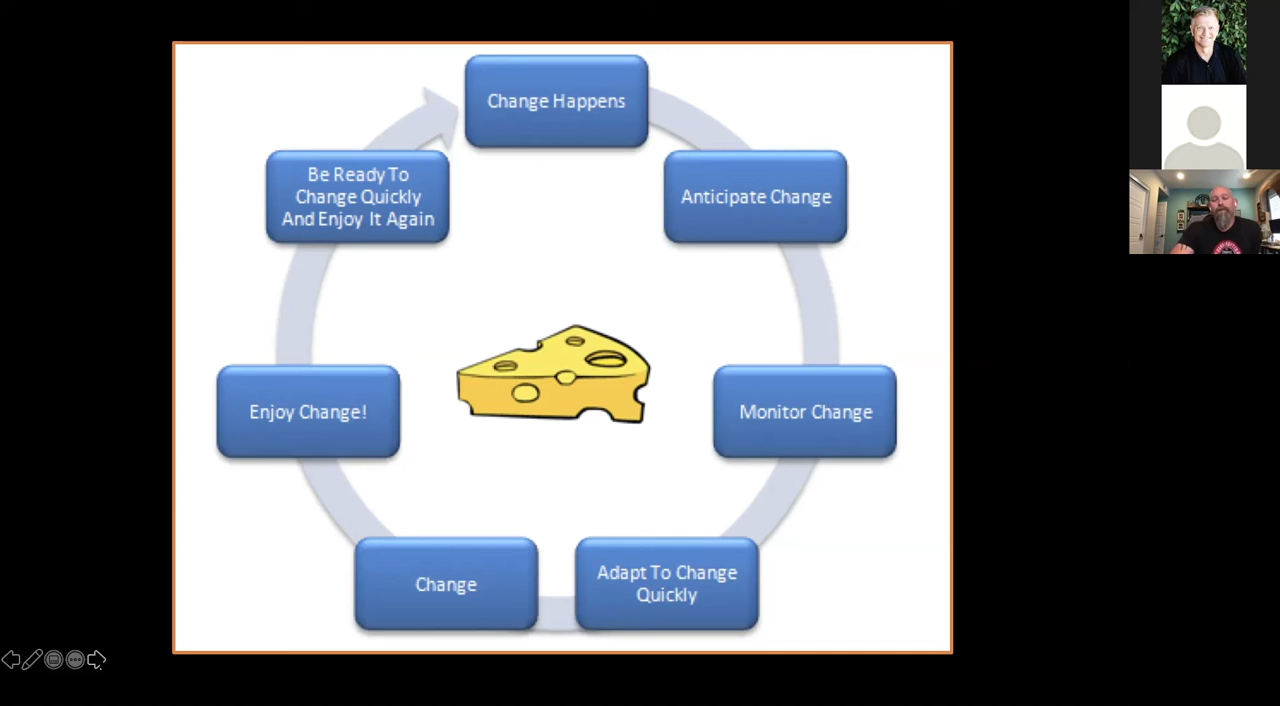 Change Happens
Anticipate Change
Monitor Change
Adapt To Change
Quickly
Change
Enjoy Change!
Be Ready To
Change Quickly
And Enjoy It Again